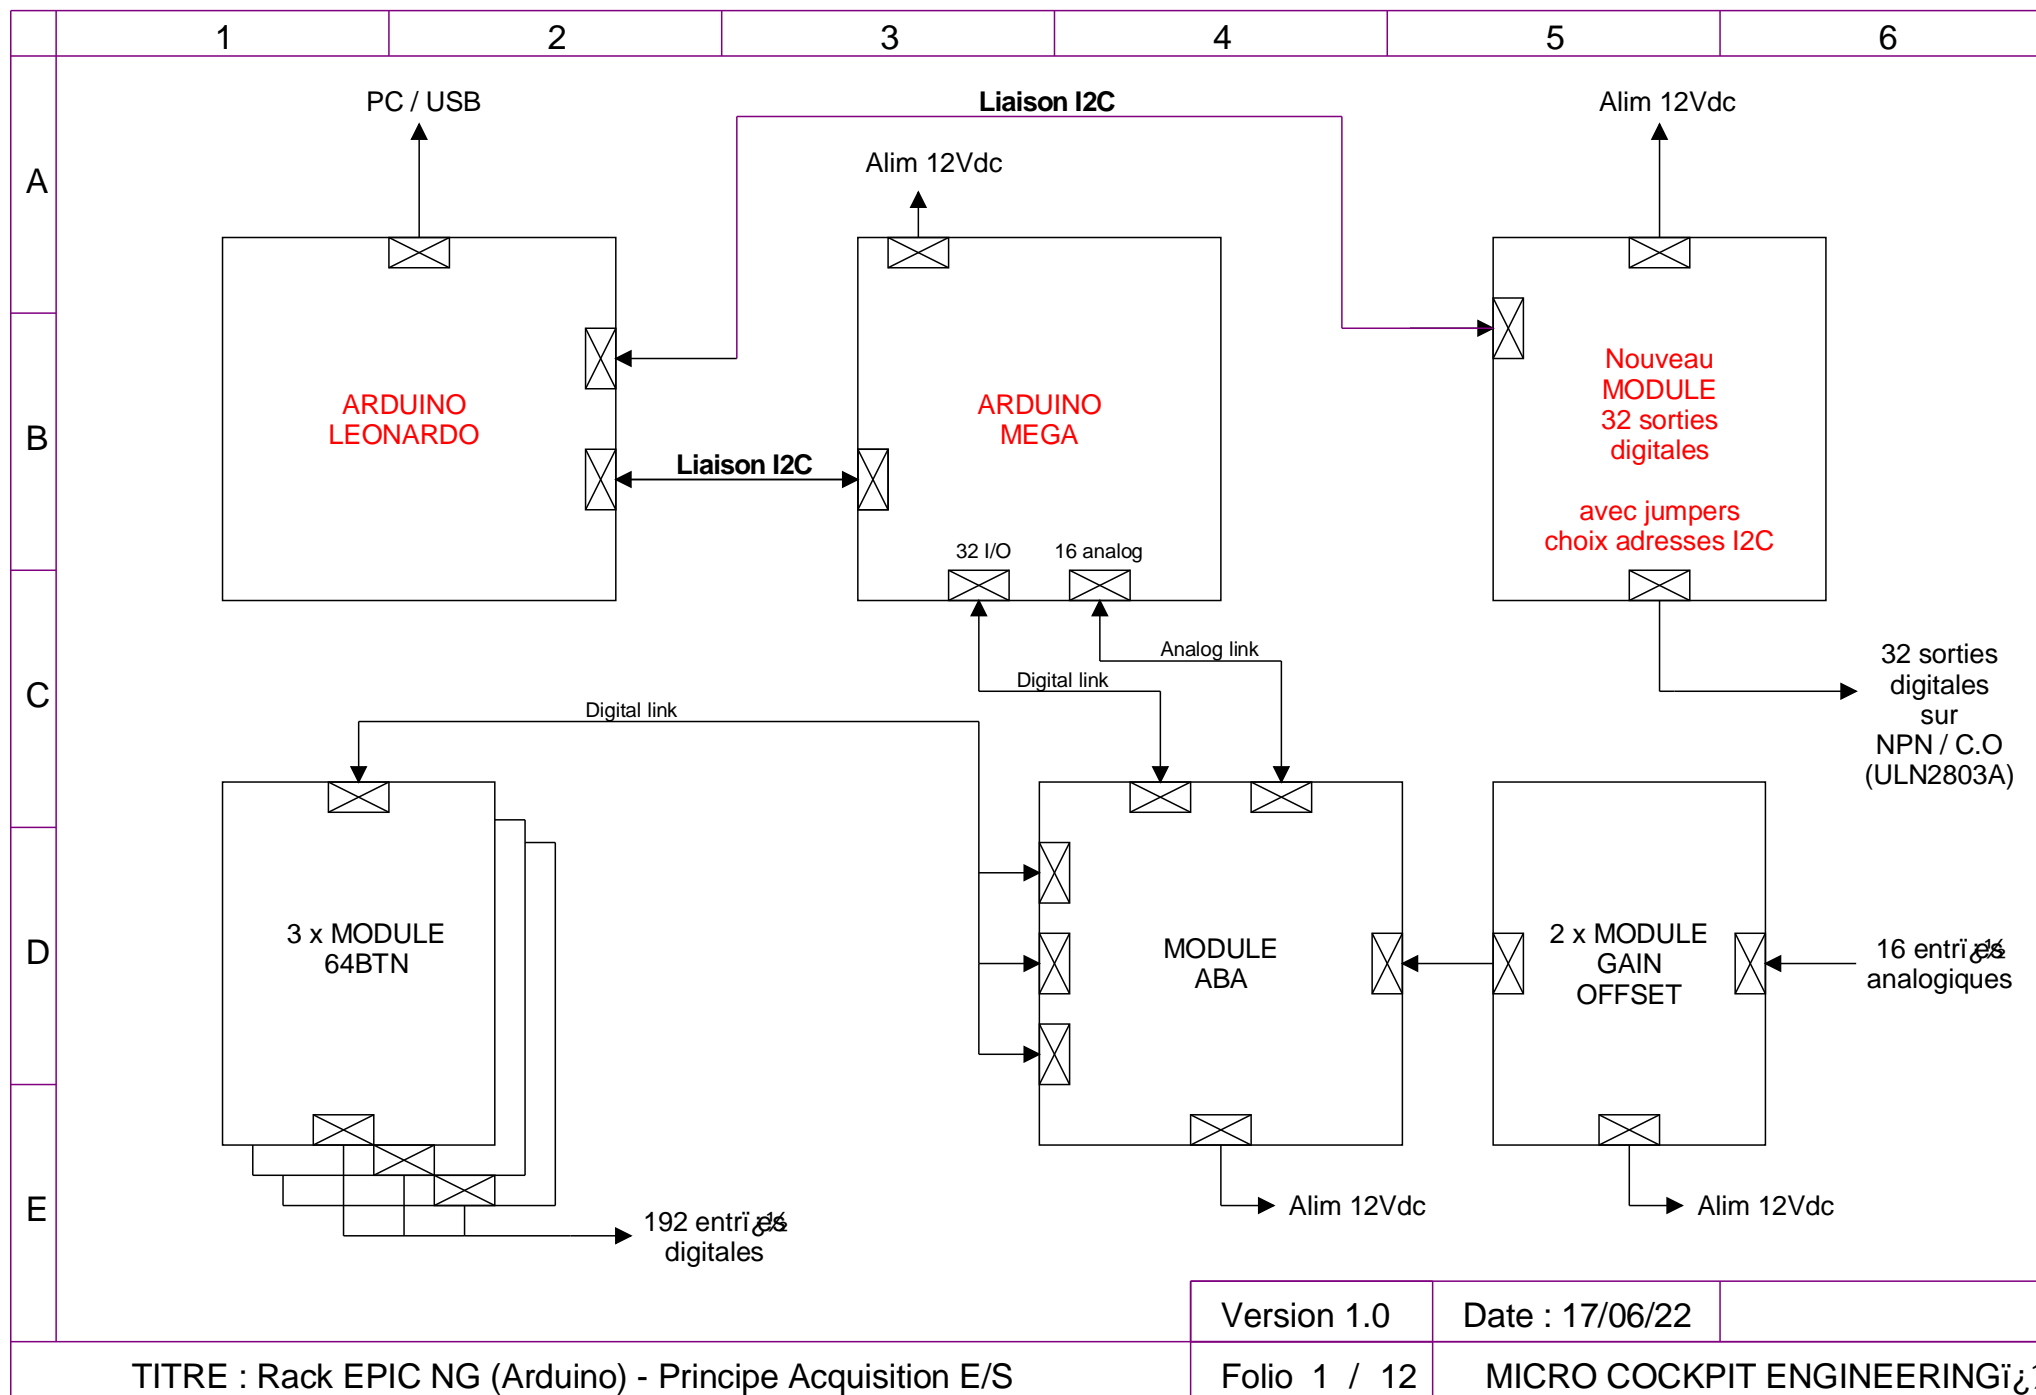 1 2 3 4 5 6
A
B
C
D
E
PC / USB
Liaison I2C
Alim 12Vdc
Alim 12Vdc
ARDUINO
LEONARDO
Liaison I2C
ARDUINO
MEGA
32 I/O
16 analog
Nouveau
MODULE
32 sorties
digitales
avec jumpers
choix adresses I2C
Analog link
Digital link
Digital link
32 sorties
digitales
sur
NPN / C.O
(ULN2803A)
3 x MODULE
64BTN
MODULE
ABA
2 x MODULE
GAIN
OFFSET
16 entrï¿½es
analogiques
192 entrï¿½es
digitales
Alim 12Vdc
Alim 12Vdc
Version 1.0
Date : 17/06/22
TITRE : Rack EPIC NG (Arduino) - Principe Acquisition E/S
Folio 1 / 12
MICRO COCKPIT ENGINEERINGï¿